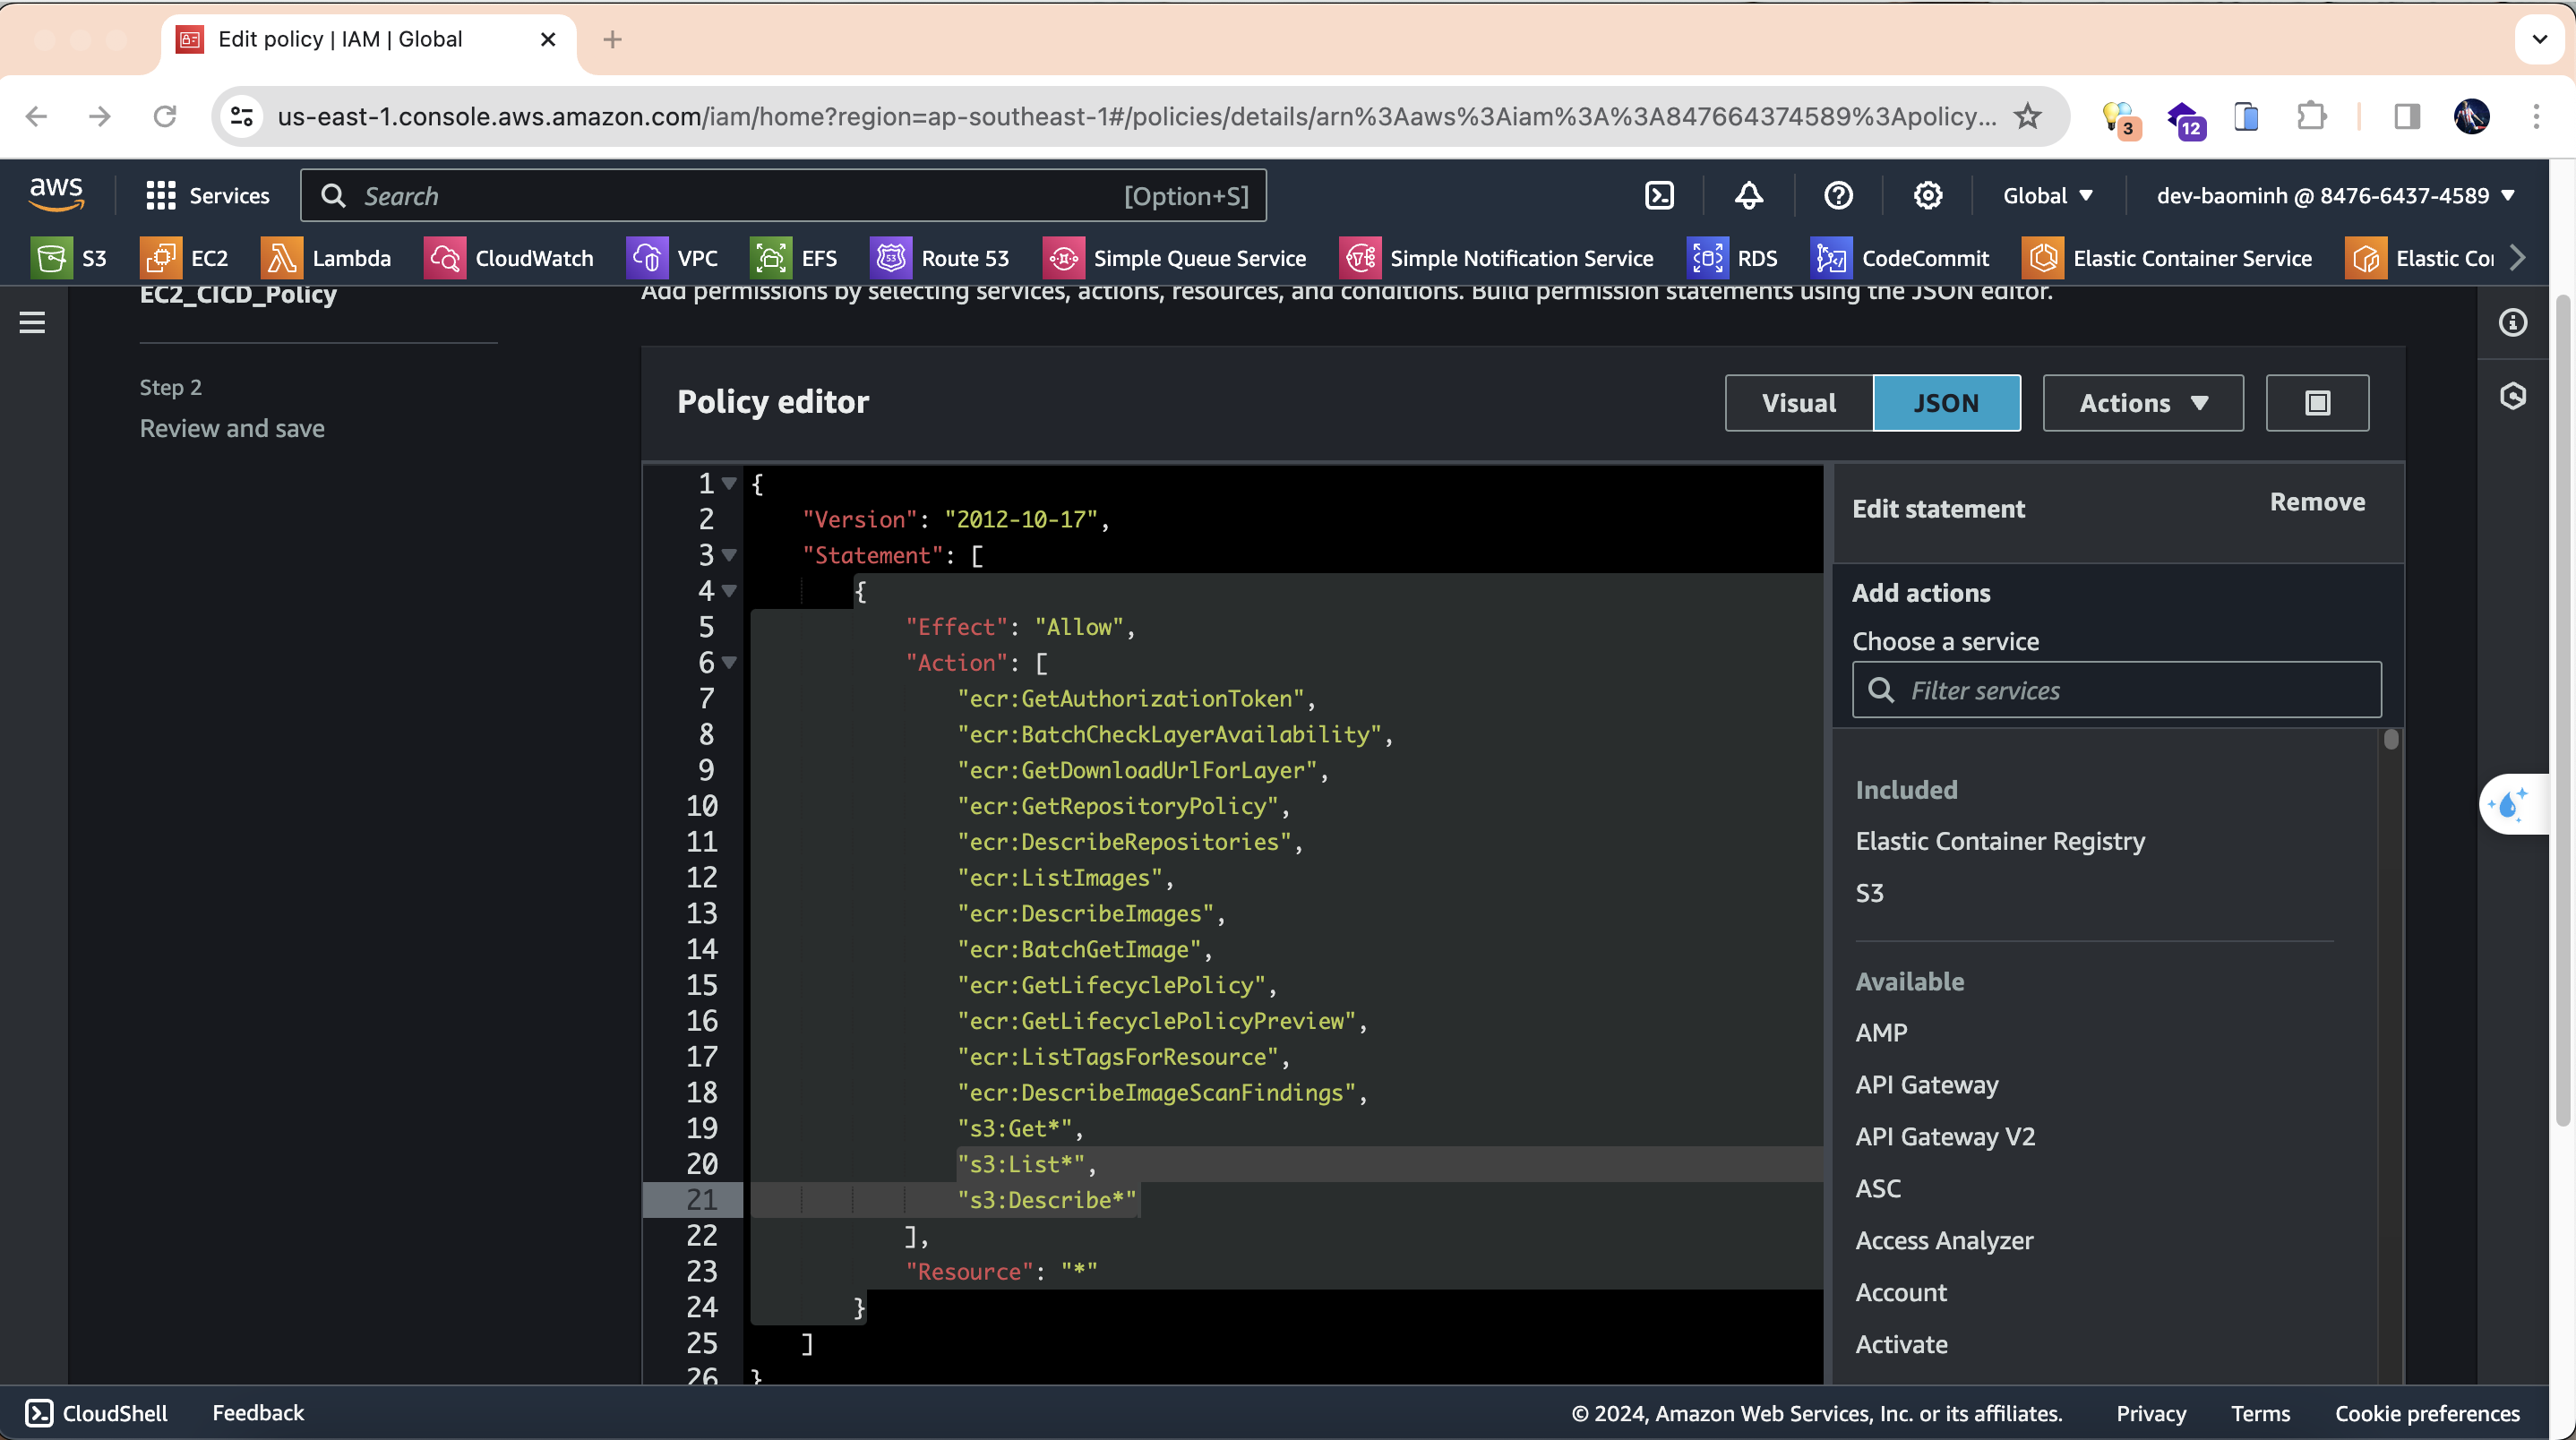 Edit policy | IAM | Global
us-east-1.console.aws.amazon.com/iam/home?region=ap-southeast-1#/policies/details/arn%3Aaws%3Aiam%3A%3A847664374589%3Apolicy...
3
12
aws
Services
Search
[Option+S]
Global
dev-baominh @ 8476-6437-4589
S3
EC2
Lambda
CloudWatch
VPC
EFS
Route 53
Simple Queue Service
Simple Notification Service
RDS
CodeCommit
Elastic Container Service
Elastic Co
EC2_CICD_Policy
Step 2
Review and save
Add permissions by selecting services, actions, resources, and conditions. Build permission statements using the JSON editor.
Policy editor
Visual
JSON
Actions
1 {
2 "Version": "2012-10-17",
3 "Statement": [
4 {
5 "Effect": "Allow",
6 "Action": [
7 "ecr:GetAuthorizationToken",
8 "ecr:BatchCheckLayerAvailability",
9 "ecr:GetDownloadUrlForLayer",
10 "ecr:GetRepositoryPolicy",
11 "ecr:DescribeRepositories",
12 "ecr:ListImages",
13 "ecr:DescribeImages",
14 "ecr:BatchGetImage",
15 "ecr:GetLifecyclePolicy",
16 "ecr:GetLifecyclePolicyPreview",
17 "ecr:ListTagsForResource",
18 "ecr:DescribeImageScanFindings",
19 "s3:Get*",
20 "s3:List*",
21 "s3:Describe*"
22 ],
23 "Resource": "*"
24 }
25 ]
26 }
Edit statement
Remove
Add actions
Choose a service
Filter services
Included
Elastic Container Registry
S3
Available
AMP
API Gateway
API Gateway V2
ASC
Access Analyzer
Account
Activate
CloudShell
Feedback
© 2024, Amazon Web Services, Inc. or its affiliates.
Privacy
Terms
Cookie preferences